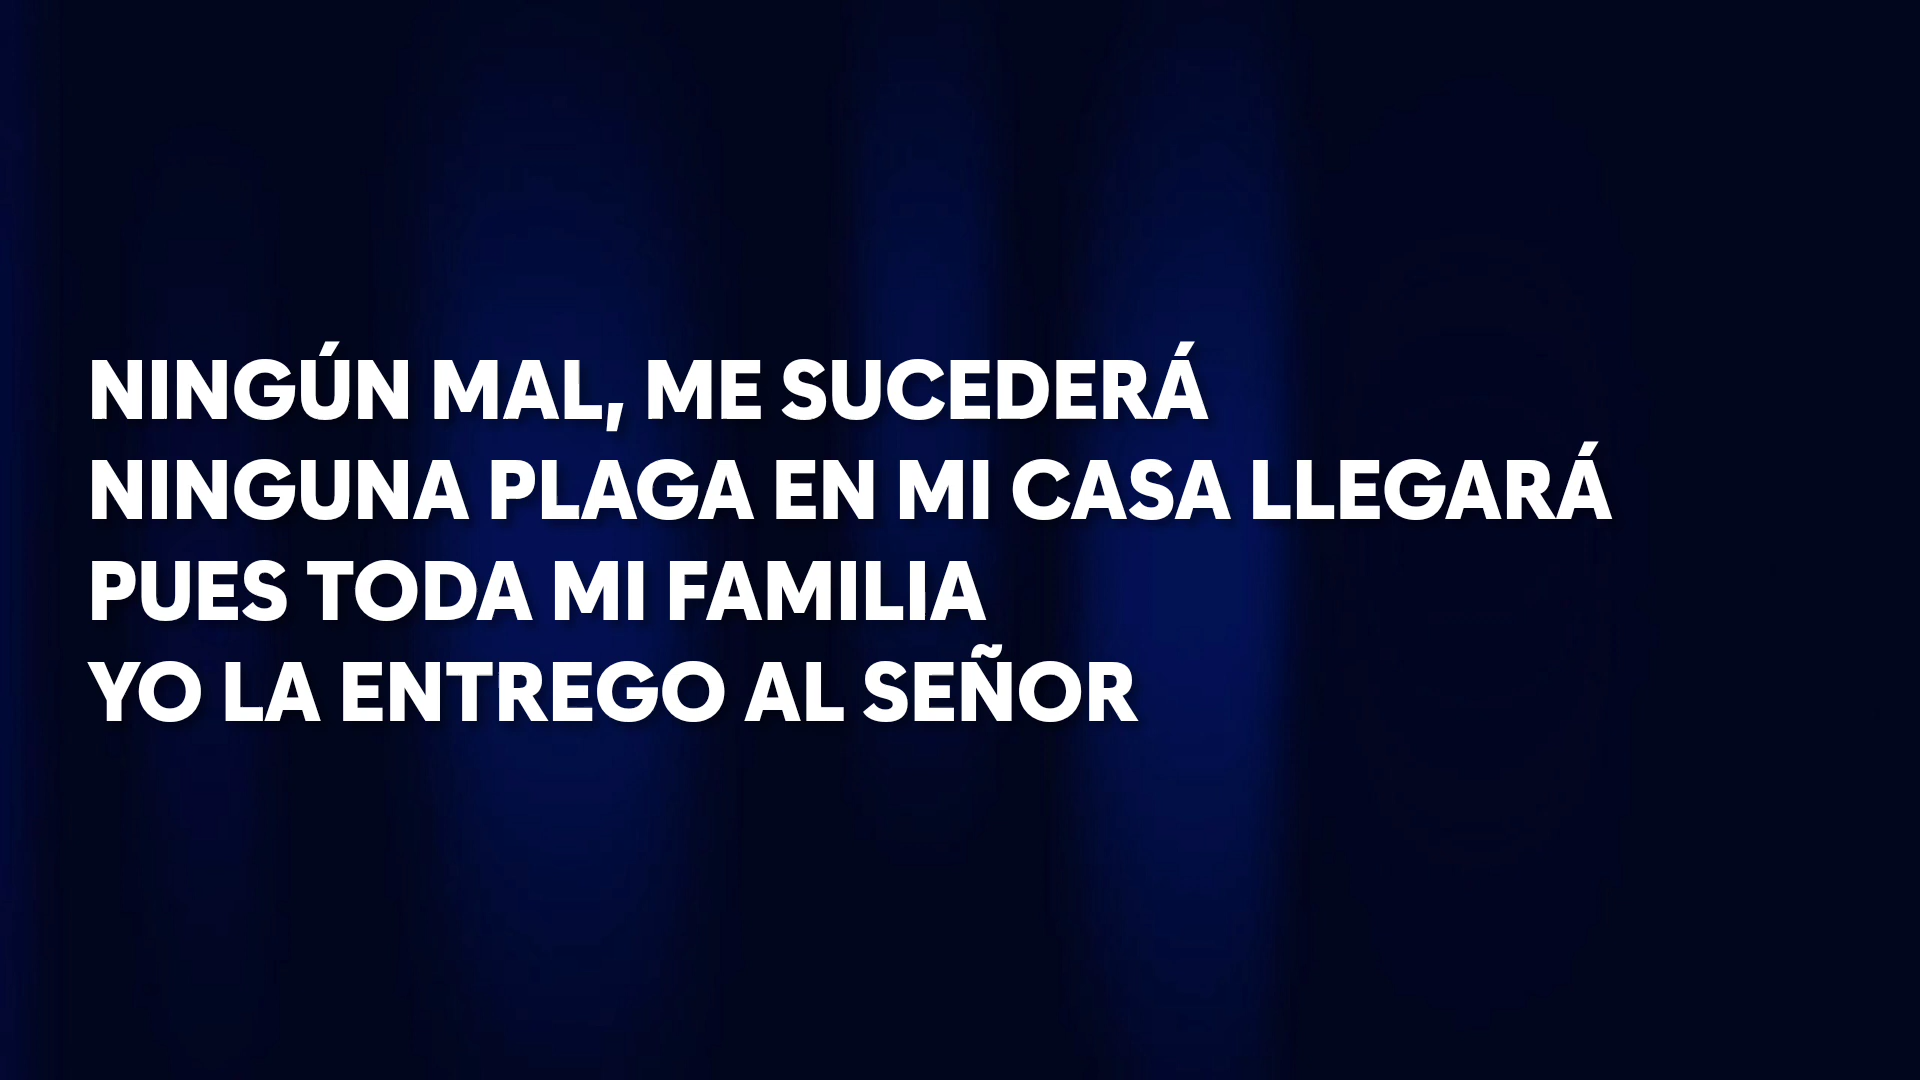 NINGÚN MAL, ME SUCEDERÁ
NINGUNA PLAGA EN MI CASA LLEGARÁ
PUES TODA MI FAMILIA
YO LA ENTREGO AL SEÑOR